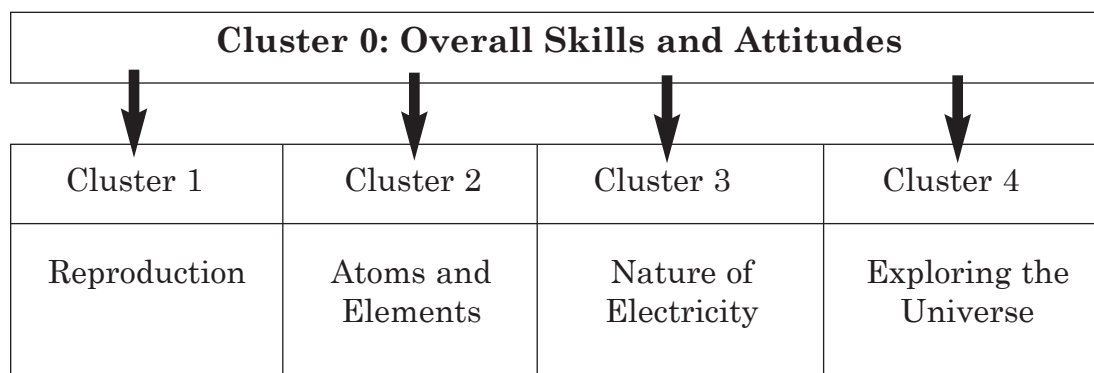 Cluster 0: Overall Skills and Attitudes
Cluster 1
Cluster 2
Cluster 3
Cluster 4
Reproduction
Atoms and
Elements
Nature of
Electricity
Exploring the
Universe